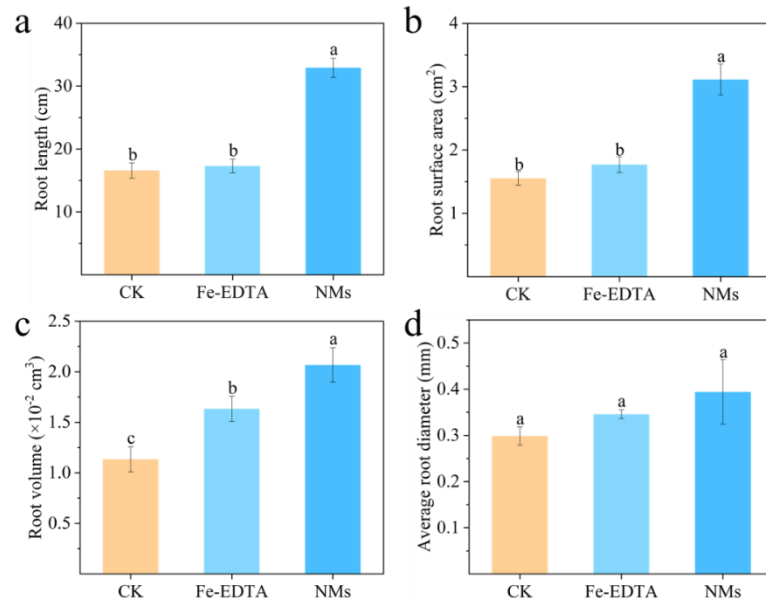 a
Root length (cm)
40
30
20
10
b
b
a
CK
Fe-EDTA
NMs
b
Root surface area (cm²)
4
3
2
1
b
b
a
CK
Fe-EDTA
NMs
c
Root volume (×10⁻² cm³)
2.5
2.0
1.5
1.0
0.5
c
b
a
CK
Fe-EDTA
NMs
d
Average root diameter (mm)
0.5
0.4
0.3
0.2
0.1
a
a
a
CK
Fe-EDTA
NMs